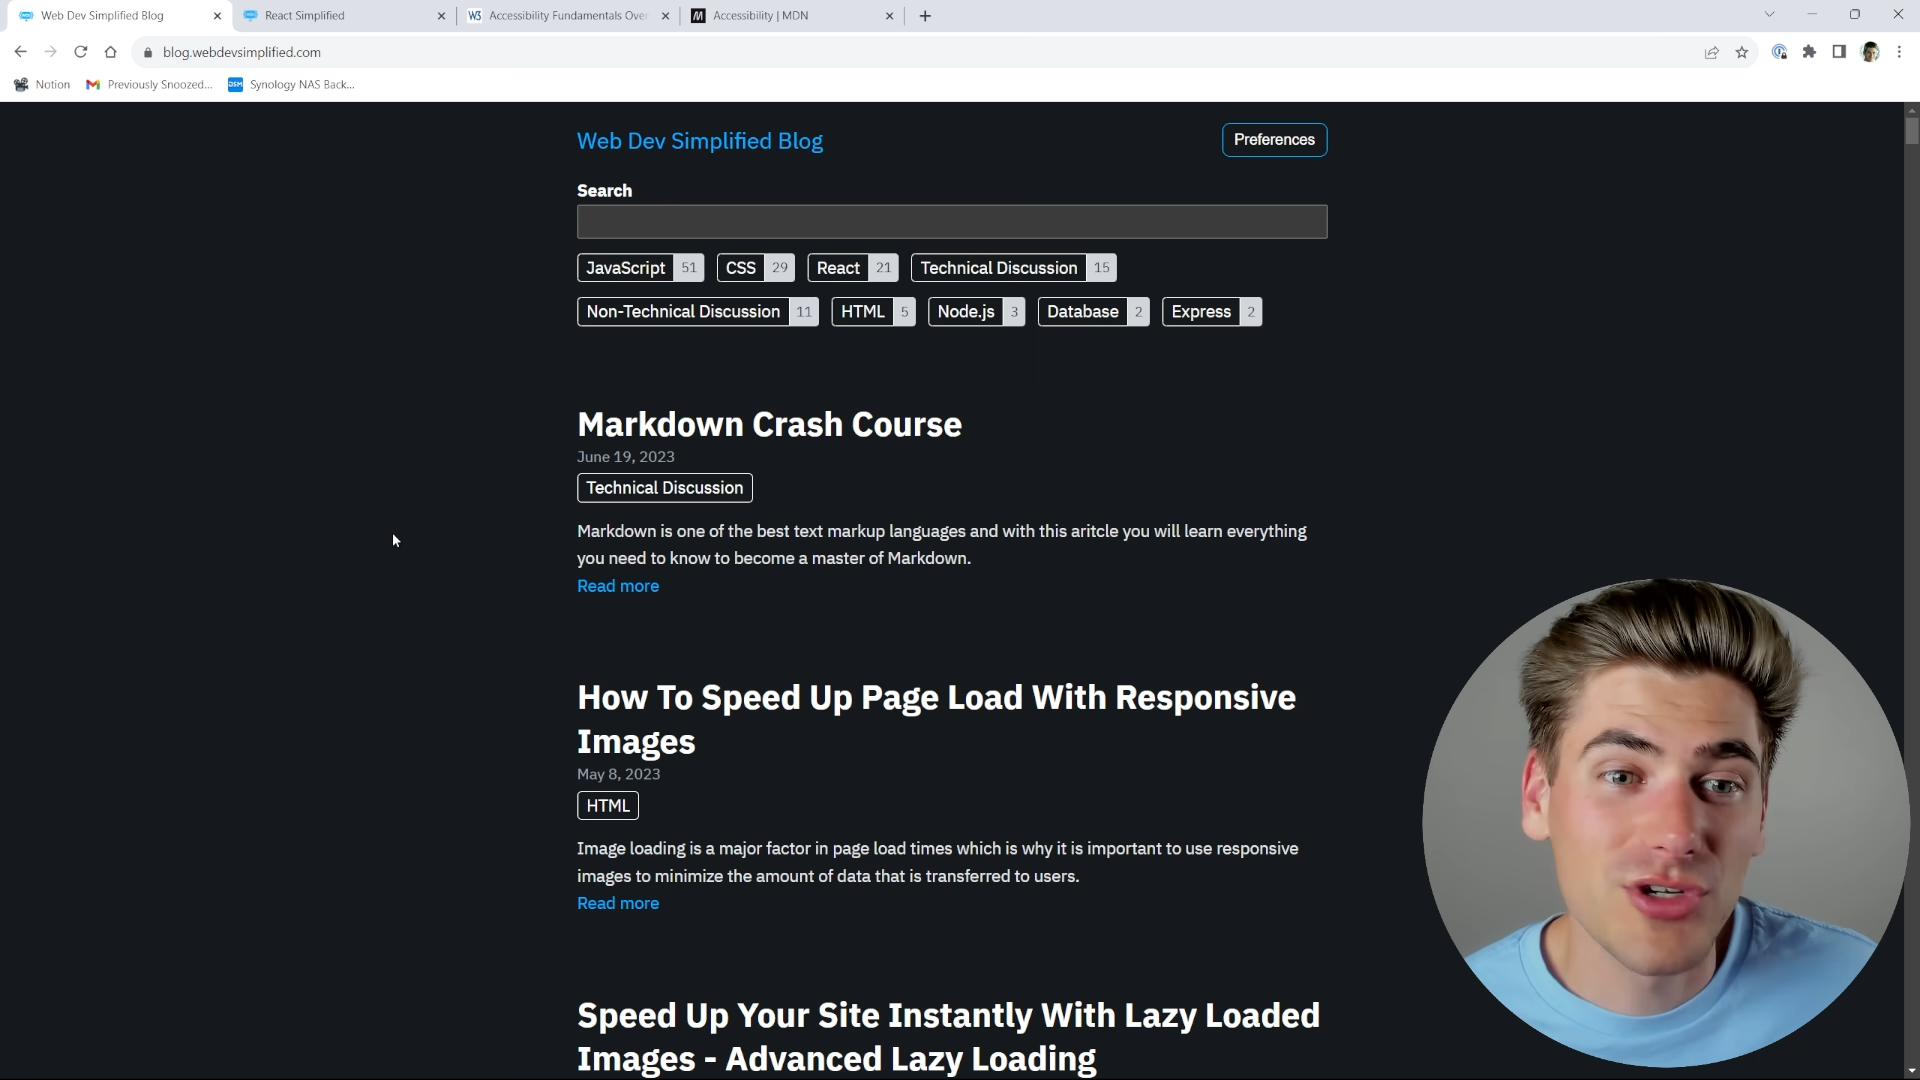 Web Dev Simplified Blog
React Simplified
Accessibility Fundamentals Over
Accessibility | MDN
blog.webdevsimplified.com
Notion
Previously Snoozed...
Synology NAS Back...
Web Dev Simplified Blog
Preferences
Search
JavaScript 51
CSS 29
React 21
Technical Discussion 15
Non-Technical Discussion 11
HTML 5
Node.js 3
Database 2
Express 2
Markdown Crash Course
June 19, 2023
Technical Discussion
Markdown is one of the best text markup languages and with this aritcle you will learn everything
you need to know to become a master of Markdown.
Read more
How To Speed Up Page Load With Responsive
Images
May 8, 2023
HTML
Image loading is a major factor in page load times which is why it is important to use responsive
images to minimize the amount of data that is transferred to users.
Read more
Speed Up Your Site Instantly With Lazy Loaded
Images - Advanced Lazy Loading